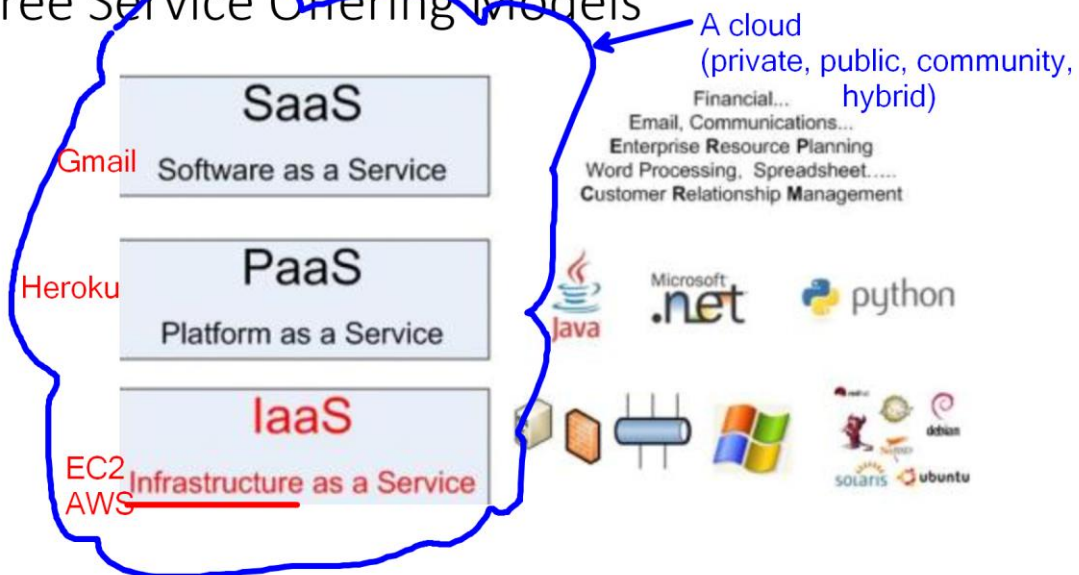 ree Service Offering Models
A cloud
(private, public, community,
hybrid)
SaaS
Software as a Service
Gmail
Financial...
Email, Communications...
Enterprise Resource Planning
Word Processing, Spreadsheet.....
Customer Relationship Management
PaaS
Platform as a Service
Heroku
Java
Microsoft
.net
python
IaaS
Infrastructure as a Service
EC2
AWS
debian
solaris
ubuntu